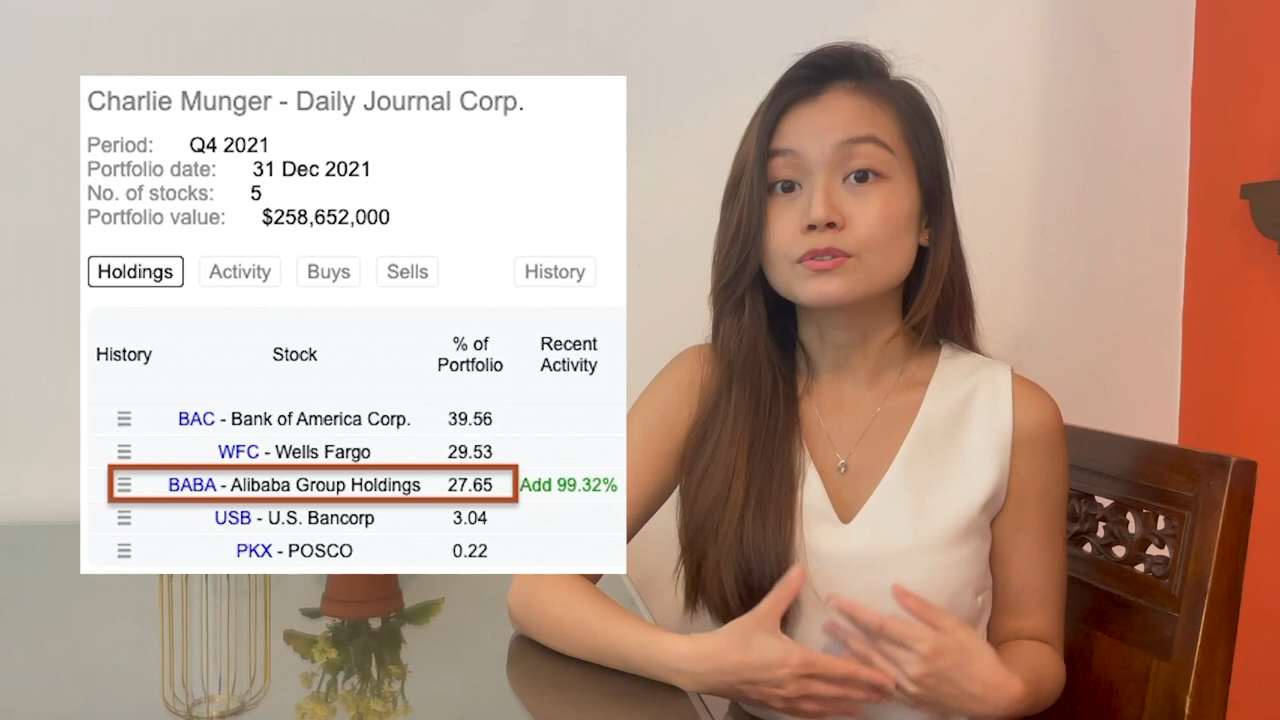 Charlie Munger - Daily Journal Corp.
Period: Q4 2021
Portfolio date: 31 Dec 2021
No. of stocks: 5
Portfolio value: $258,652,000
Holdings Activity Buys Sells History
History Stock % of Portfolio Recent Activity
BAC - Bank of America Corp. 39.56
WFC - Wells Fargo 29.53
BABA - Alibaba Group Holdings 27.65 Add 99.32%
USB - U.S. Bancorp 3.04
PKX - POSCO 0.22